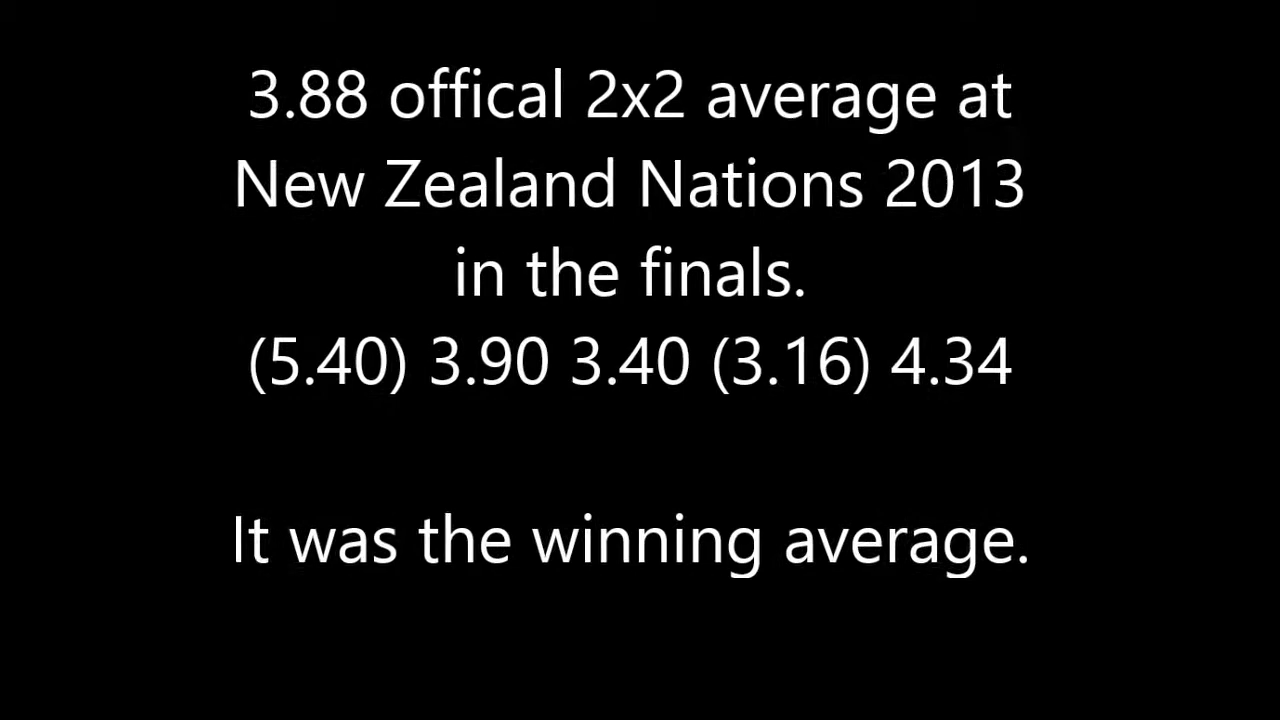 3.88 offical 2x2 average at
New Zealand Nations 2013
in the finals.
(5.40) 3.90 3.40 (3.16) 4.34
It was the winning average.